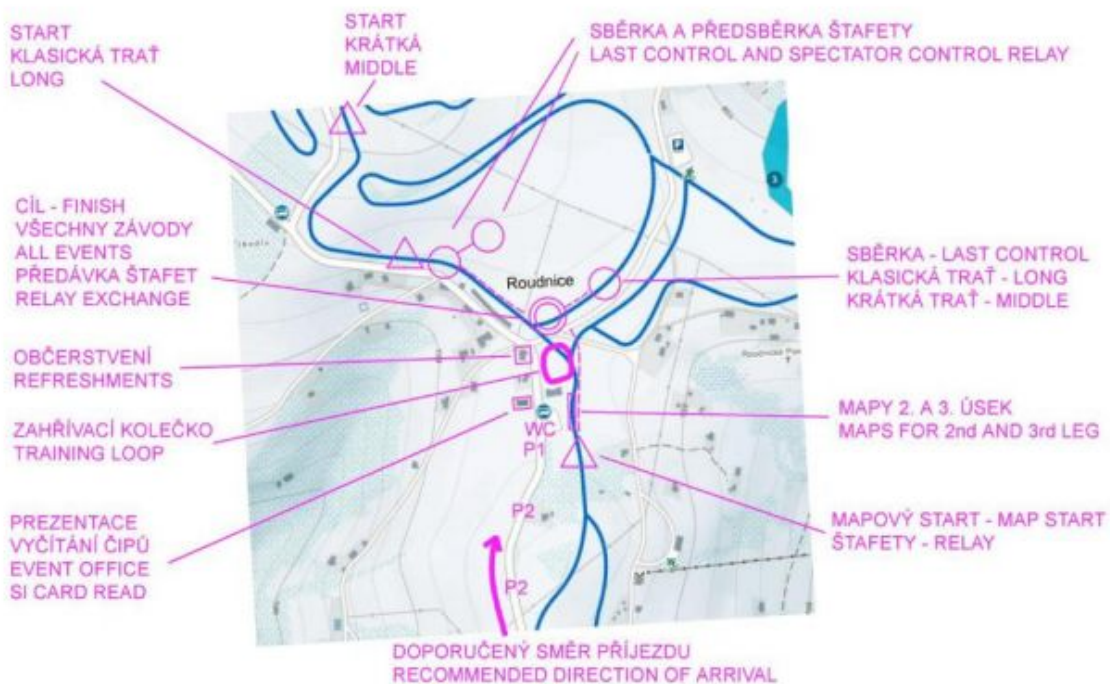 START
KLASICKÁ TRAŤ
LONG
START
KRÁTKÁ
MIDDLE
SBĚRKA A PŘEDSBĚRKA ŠTAFETY
LAST CONTROL AND SPECTATOR CONTROL RELAY
P
3
CÍL - FINISH
VŠECHNY ZÁVODY
ALL EVENTS
PŘEDÁVKA ŠTAFET
RELAY EXCHANGE
Roudnice
SBĚRKA - LAST CONTROL
KLASICKÁ TRAŤ - LONG
KRÁTKÁ TRAŤ - MIDDLE
OBČERSTVENÍ
REFRESHMENTS
ZAHŘÍVACÍ KOLEČKO
TRAINING LOOP
WC
P1
MAPY 2. A 3. ÚSEK
MAPS FOR 2nd AND 3rd LEG
PREZENTACE
VYČÍTÁNÍ ČIPŮ
EVENT OFFICE
SI CARD READ
P2
P2
MAPOVÝ START - MAP START
ŠTAFETY - RELAY
DOPORUČENÝ SMĚR PŘÍJEZDU
RECOMMENDED DIRECTION OF ARRIVAL